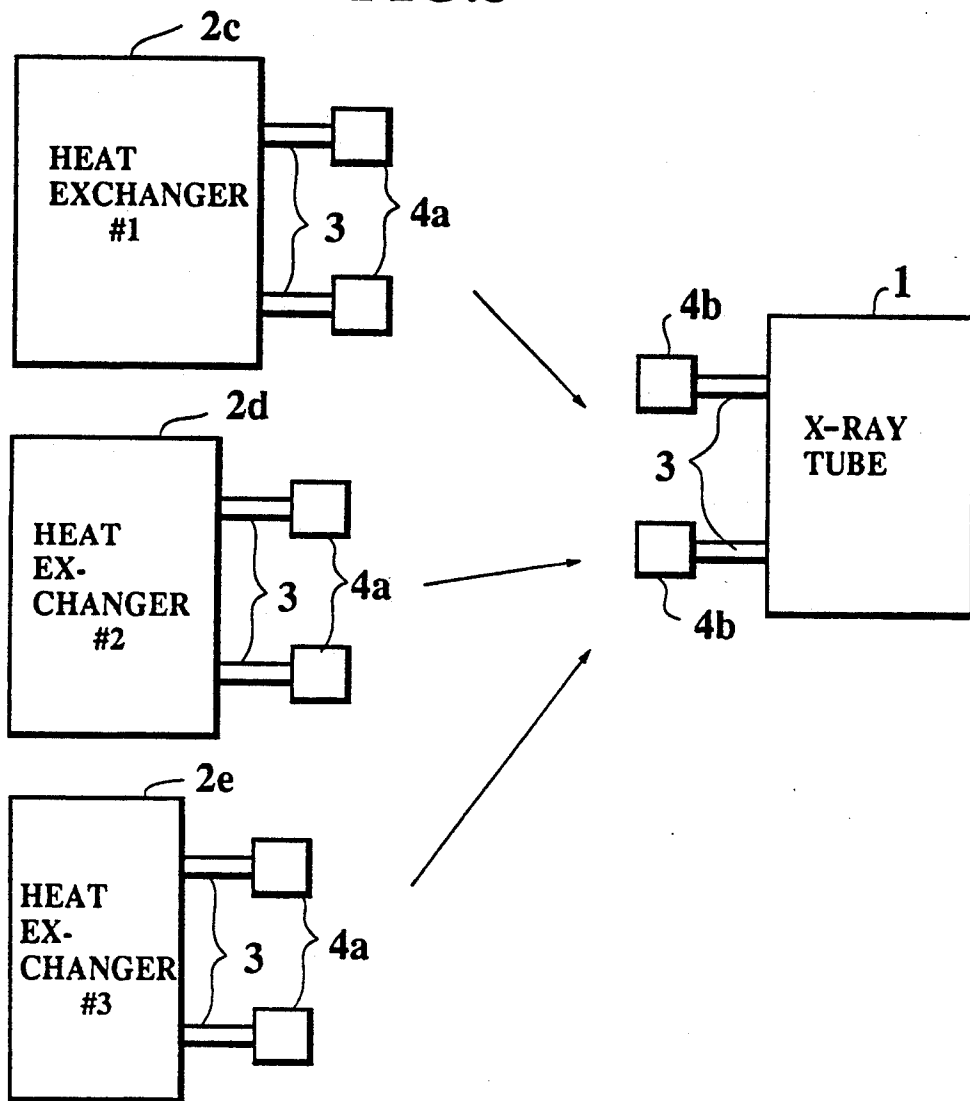 2c
HEAT
EXCHANGER
#1
3
4a
2d
HEAT
EX-
CHANGER
#2
3
4a
2e
HEAT
EX-
CHANGER
#3
3
4a
1
4b
X-RAY
TUBE
3
4b